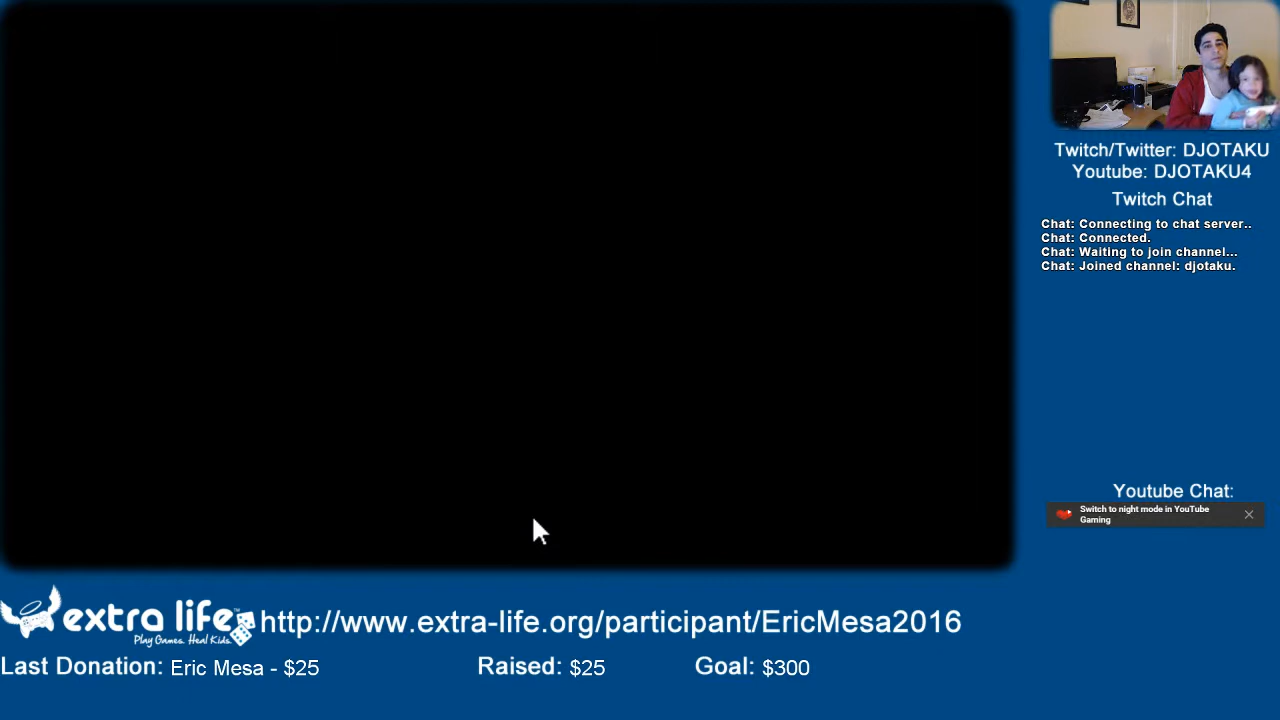 Twitch/Twitter: DJOTAKU
Youtube: DJOTAKU4
Twitch Chat
Chat: Connecting to chat server..
Chat: Connected.
Chat: Waiting to join channel...
Chat: Joined channel: djotaku.
Youtube Chat:
Switch to night mode in YouTube
Gaming
extra life
Play Games. Heal Kids.
http://www.extra-life.org/participant/EricMesa2016
Last Donation: Eric Mesa - $25
Raised: $25
Goal: $300